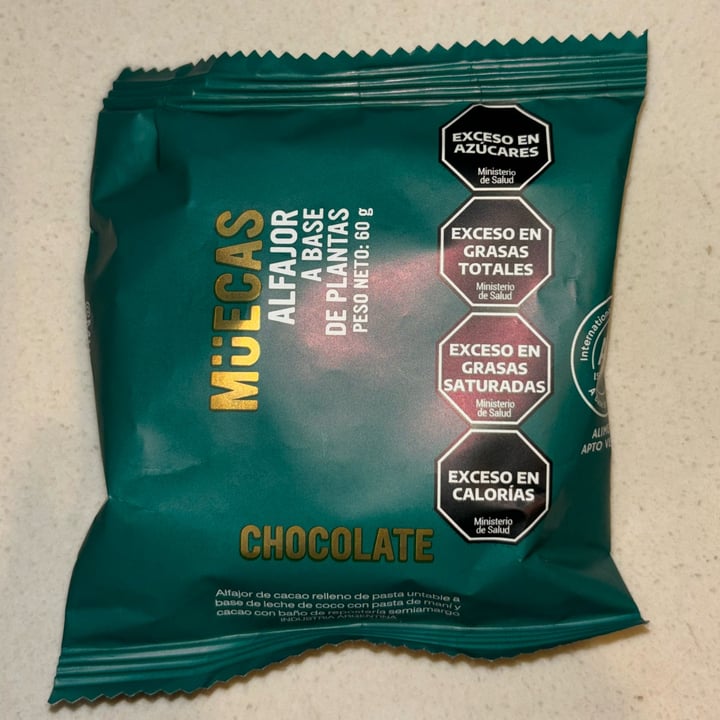 MÜECAS
ALFAJOR
A BASE
DE PLANTAS
PESO NETO: 60 g
EXCESO EN
AZÚCARES
Ministerio
de Salud
EXCESO EN
GRASAS
TOTALES
Ministerio
de Salud
EXCESO EN
GRASAS
SATURADAS
Ministerio
de Salud
EXCESO EN
CALORÍAS
Ministerio
de Salud
International
APTO
CHOCOLATE
Alfajor de cacao relleno de pasta untable a
base de leche de coco con pasta de maní y
cacao con baño de repostería semiamargo
INDUSTRIA ARGENTINA